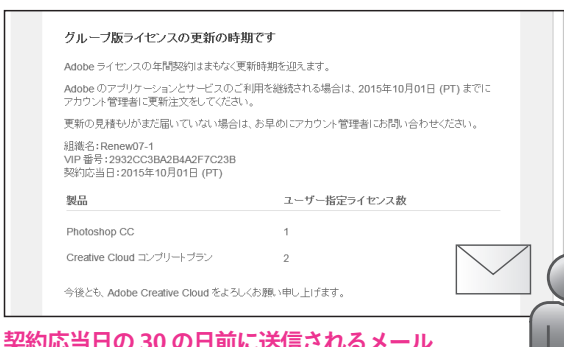 グループ版ライセンスの更新の時期です
Adobe ライセンスの年間契約はまもなく更新時期を迎えます。
Adobe のアプリケーションとサービスのご利用を継続される場合は、2015年10月01日 (PT) までに
アカウント管理者に更新注文をしてください。
更新の見積もりがまだ届いていない場合は、お早めにアカウント管理者にお問い合わせください。
組織名：Renew07-1
VIP 番号：2932CC3BA2B4A2F7C23B
契約応当日：2015年10月01日 (PT)
製品 ユーザー指定ライセンス数
Photoshop CC 1
Creative Cloud コンプリートプラン 2
今後とも、Adobe Creative Cloud をよろしくお願い申し上げます。
契約応当日の 30 の日前に送信されるメール